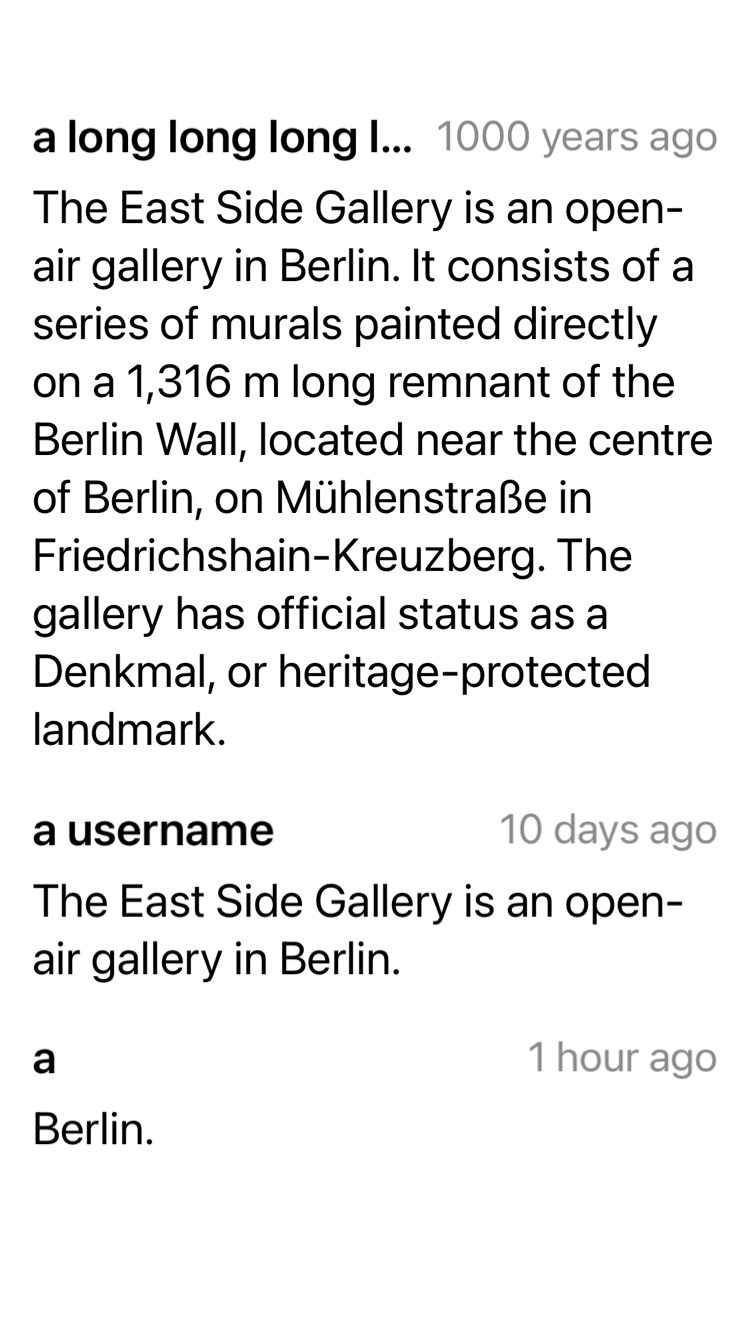 a long long long l... 1000 years ago
The East Side Gallery is an open-
air gallery in Berlin. It consists of a
series of murals painted directly
on a 1,316 m long remnant of the
Berlin Wall, located near the centre
of Berlin, on Mühlenstraße in
Friedrichshain-Kreuzberg. The
gallery has official status as a
Denkmal, or heritage-protected
landmark.
a username 10 days ago
The East Side Gallery is an open-
air gallery in Berlin.
a 1 hour ago
Berlin.